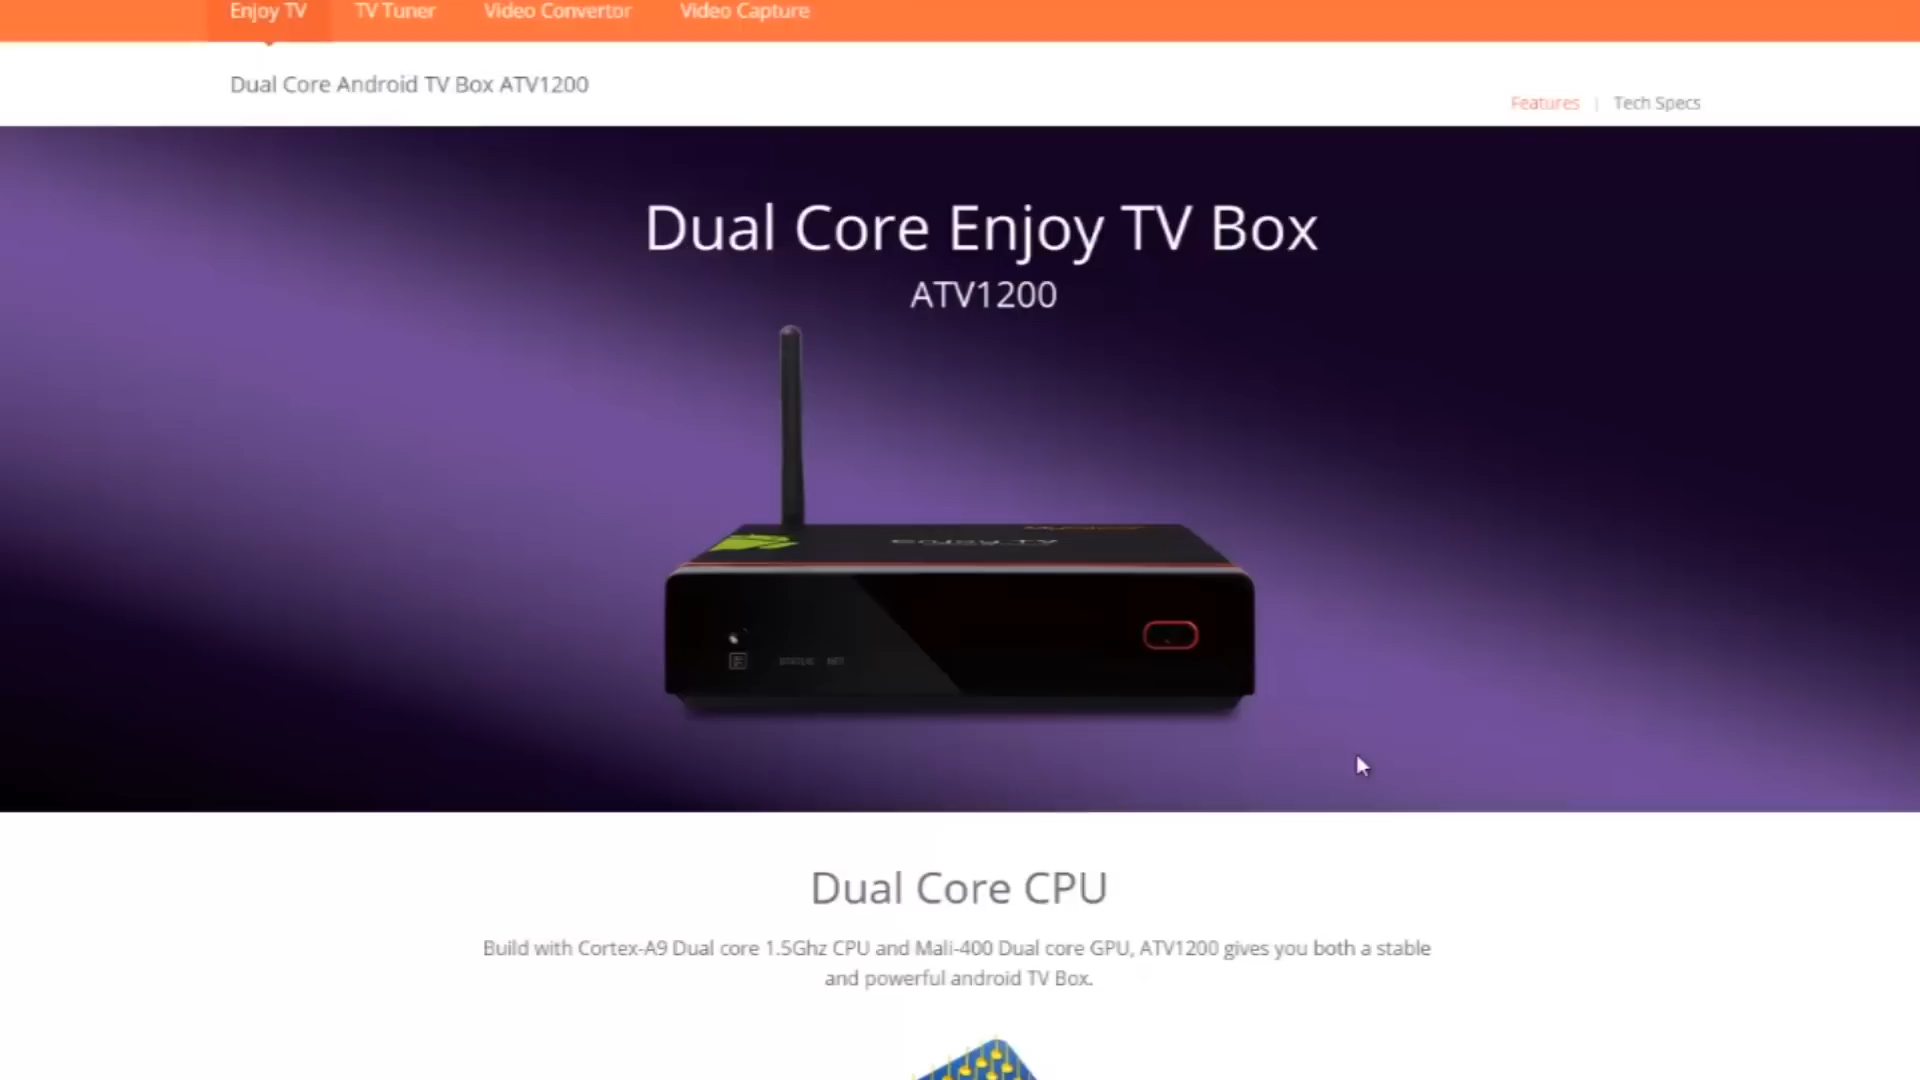 Enjoy TV
TV Tuner
Video Convertor
Video Capture
Dual Core Android TV Box ATV1200
Features | Tech Specs
Dual Core Enjoy TV Box
ATV1200
Enjoy TV
Dual Core CPU
Build with Cortex-A9 Dual core 1.5Ghz CPU and Mali-400 Dual core GPU, ATV1200 gives you both a stable
and powerful android TV Box.